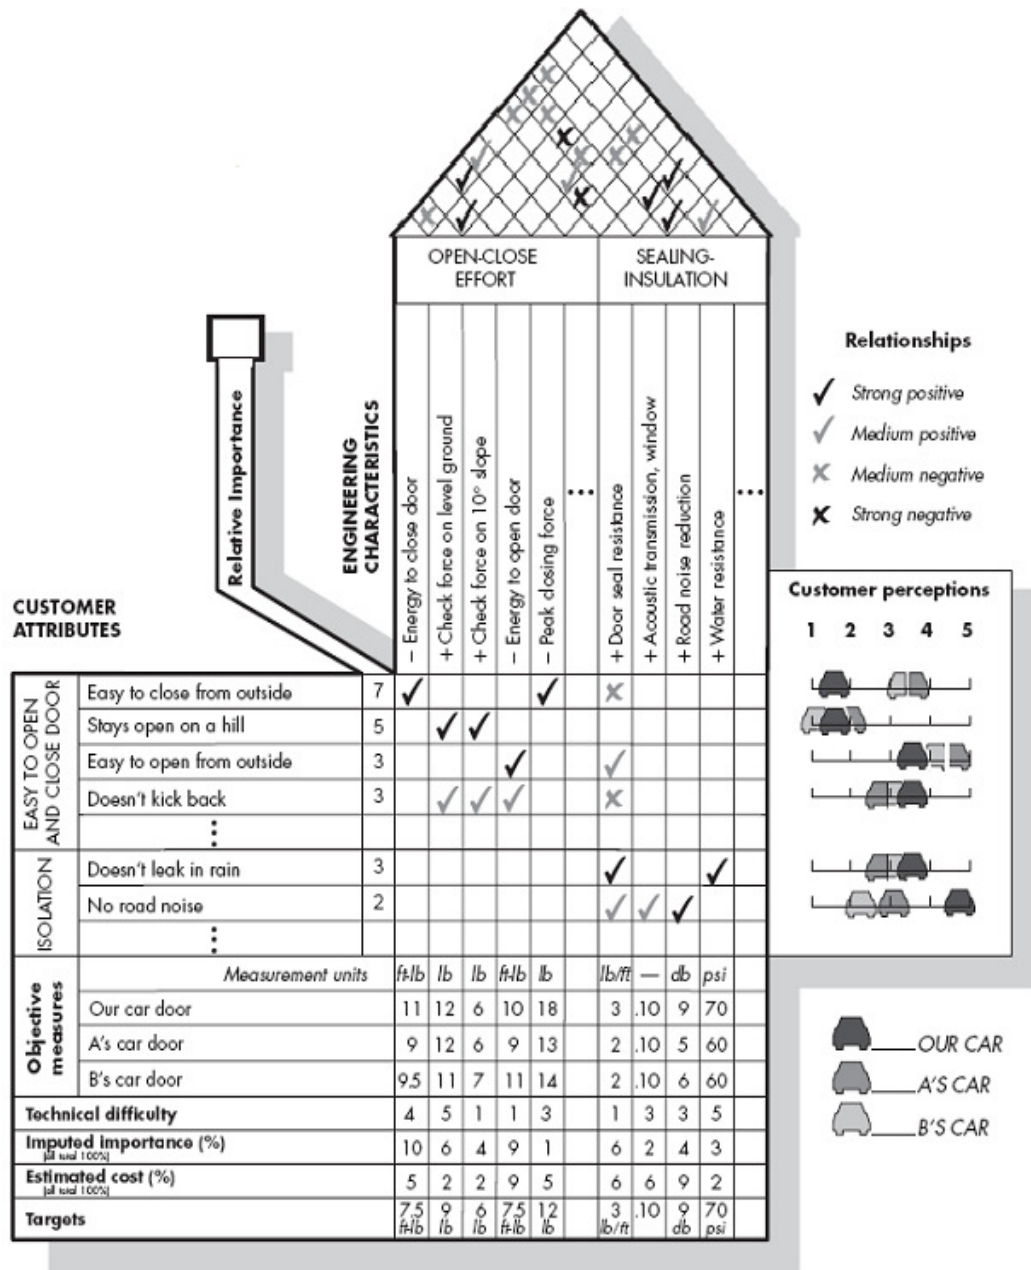 OPEN-CLOSE
EFFORT
SEALING-
INSULATION
Relative Importance
ENGINEERING
CHARACTERISTICS
– Energy to close door
+ Check force on level ground
+ Check force on 10° slope
– Energy to open door
– Peak closing force
...
+ Door seal resistance
+ Acoustic transmission, window
+ Road noise reduction
+ Water resistance
...
Relationships
Strong positive
Medium positive
Medium negative
Strong negative
CUSTOMER
ATTRIBUTES
Customer perceptions
1 2 3 4 5
EASY TO OPEN
AND CLOSE DOOR
Easy to close from outside 7
Stays open on a hill 5
Easy to open from outside 3
Doesn't kick back 3
ISOLATION
Doesn't leak in rain 3
No road noise 2
Objective
measures
Measurement units ft-lb lb lb ft-lb lb lb/ft — db psi
Our car door 11 12 6 10 18 3 .10 9 70
A's car door 9 12 6 9 13 2 .10 5 60
B's car door 9.5 11 7 11 14 2 .10 6 60
Technical difficulty 4 5 1 1 3 1 3 3 5
Imputed importance (%) 10 6 4 9 1 6 2 4 3
(all total 100%)
Estimated cost (%) 5 2 2 9 5 6 6 9 2
(all total 100%)
Targets 7.5 9 6 7.5 12 3 .10 9 70
ft-lb lb lb ft-lb lb lb/ft db psi
OUR CAR
A'S CAR
B'S CAR